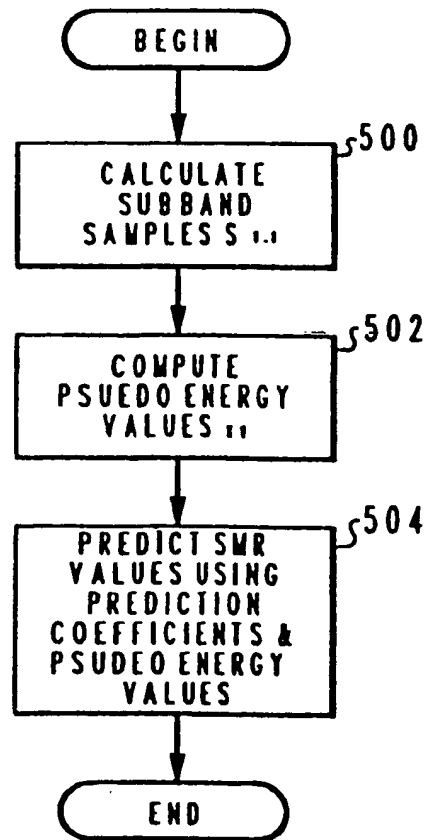 BEGIN
500
CALCULATE
SUBBAND
SAMPLES S
502
COMPUTE
PSUEDO ENERGY
VALUES
504
PREDICT SMR
VALUES USING
PREDICTION
COEFFICIENTS &
PSUDEO ENERGY
VALUES
END